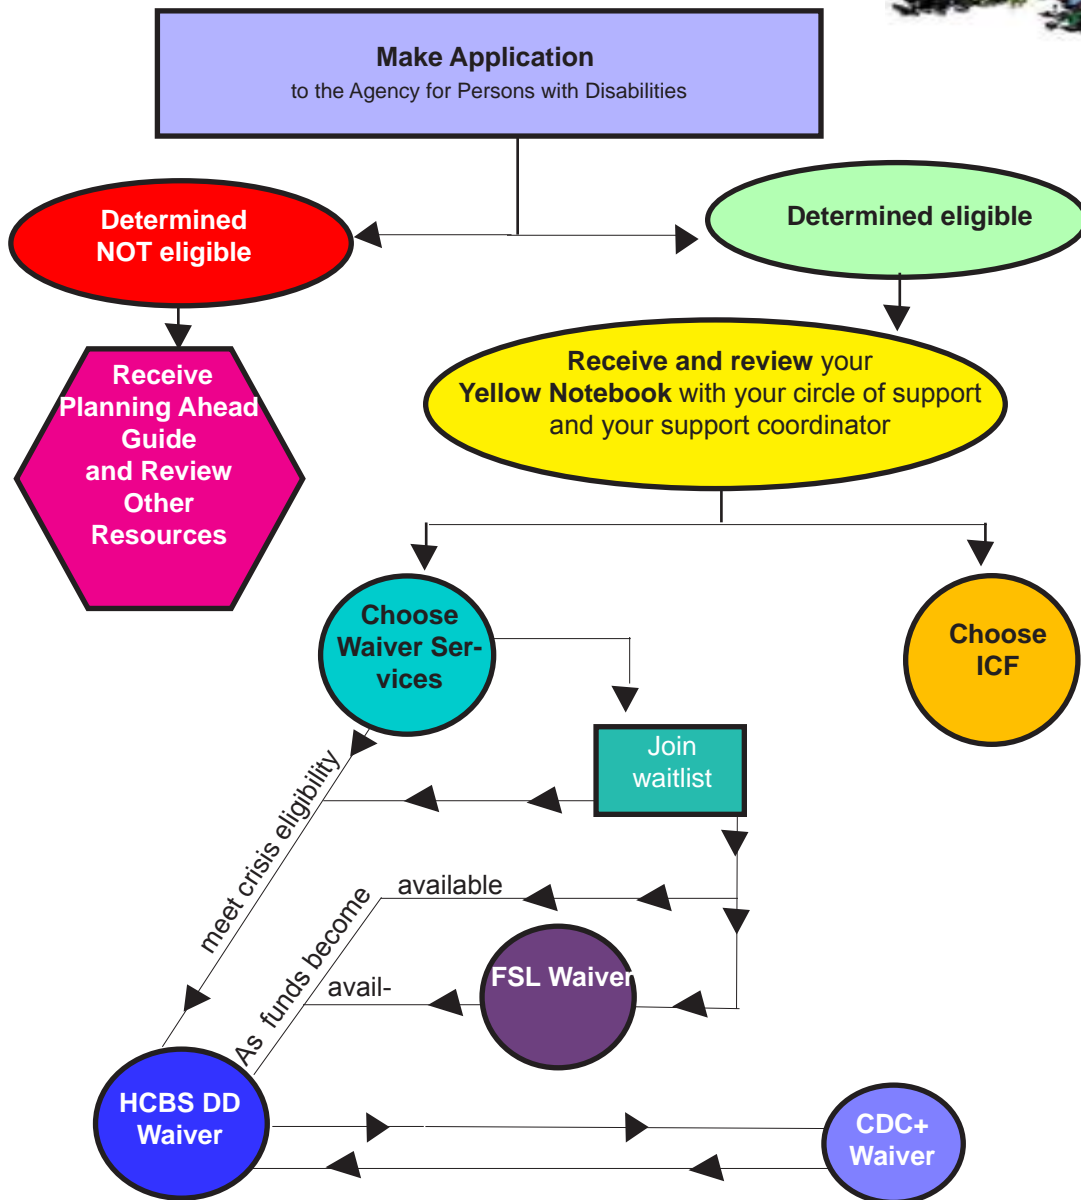 Make Application
to the Agency for Persons with Disabilities
Determined
NOT eligible
Determined eligible
Receive
Planning Ahead
Guide
and Review
Other
Resources
Receive and review your
Yellow Notebook with your circle of support
and your support coordinator
Choose
Waiver Ser-
vices
Choose
ICF
Join
waitlist
meet crisis eligibility
As funds become
available
avail-
FSL Waiver
HCBS DD
Waiver
CDC+
Waiver